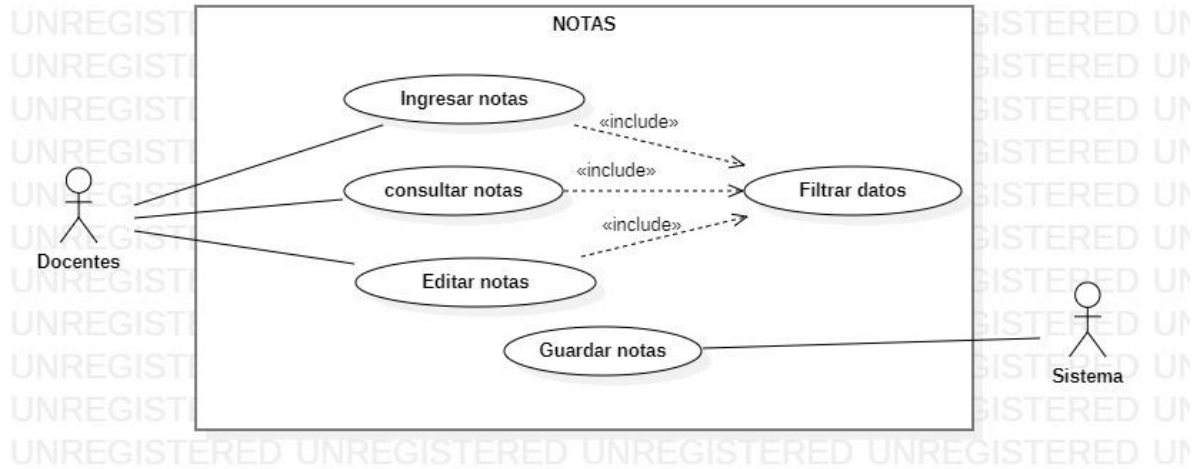 NOTAS
Ingresar notas
«include»
consultar notas
«include»
Filtrar datos
«include»
Editar notas
Docentes
Guardar notas
Sistema
UNREGISTERED UNREGISTERED UNREGISTERED UN